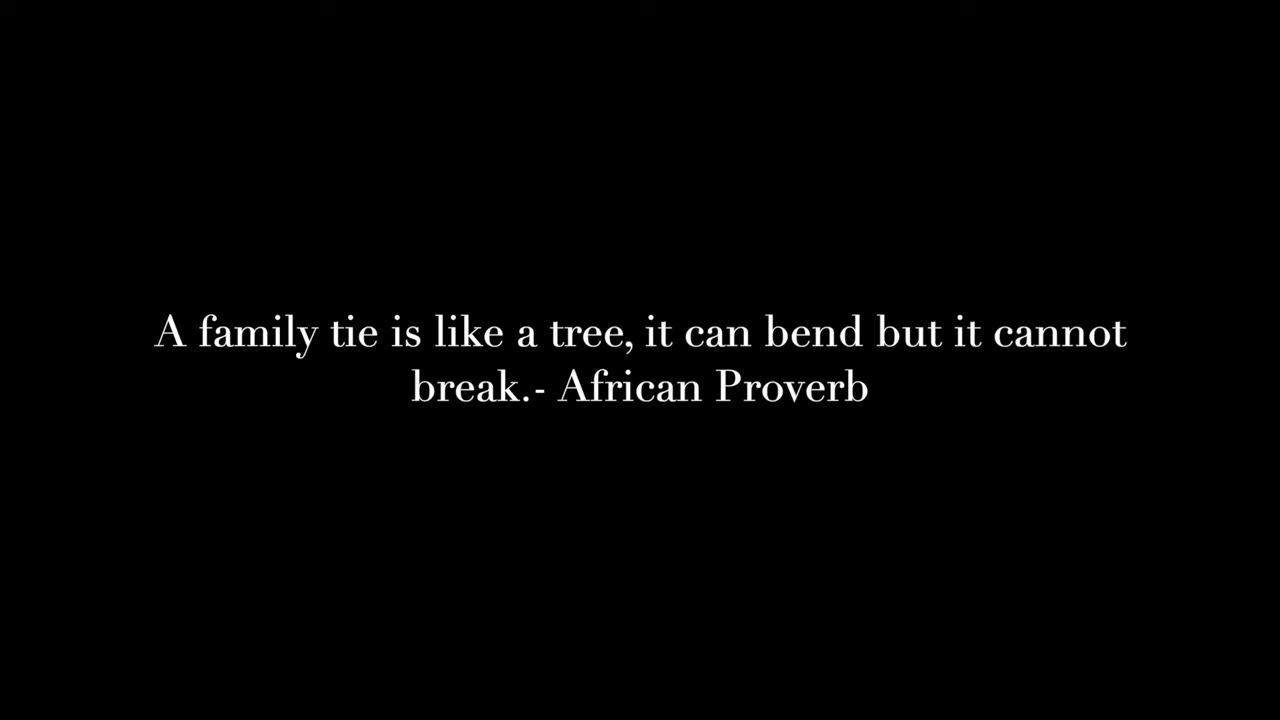 A family tie is like a tree, it can bend but it cannot
break.- African Proverb